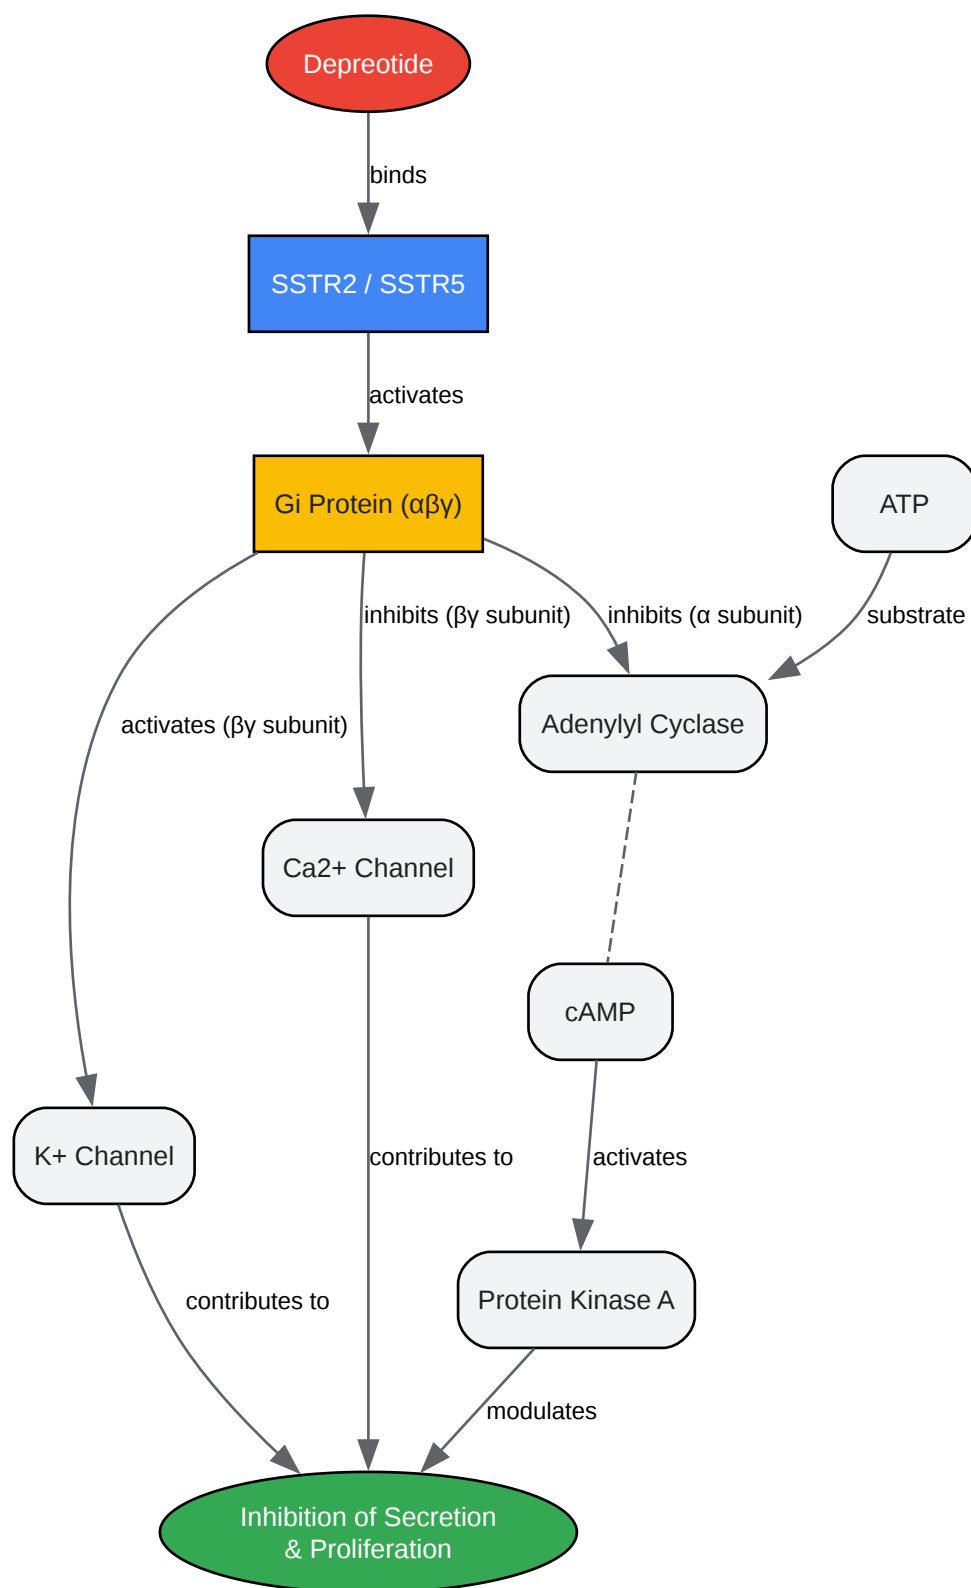 Depreotide
binds
SSTR2 / SSTR5
activates
Gi Protein (αβγ)
ATP
inhibits (βγ subunit)
inhibits (α subunit)
substrate
activates (βγ subunit)
Adenylyl Cyclase
Ca2+ Channel
cAMP
K+ Channel
contributes to
activates
contributes to
Protein Kinase A
modulates
Inhibition of Secretion
& Proliferation